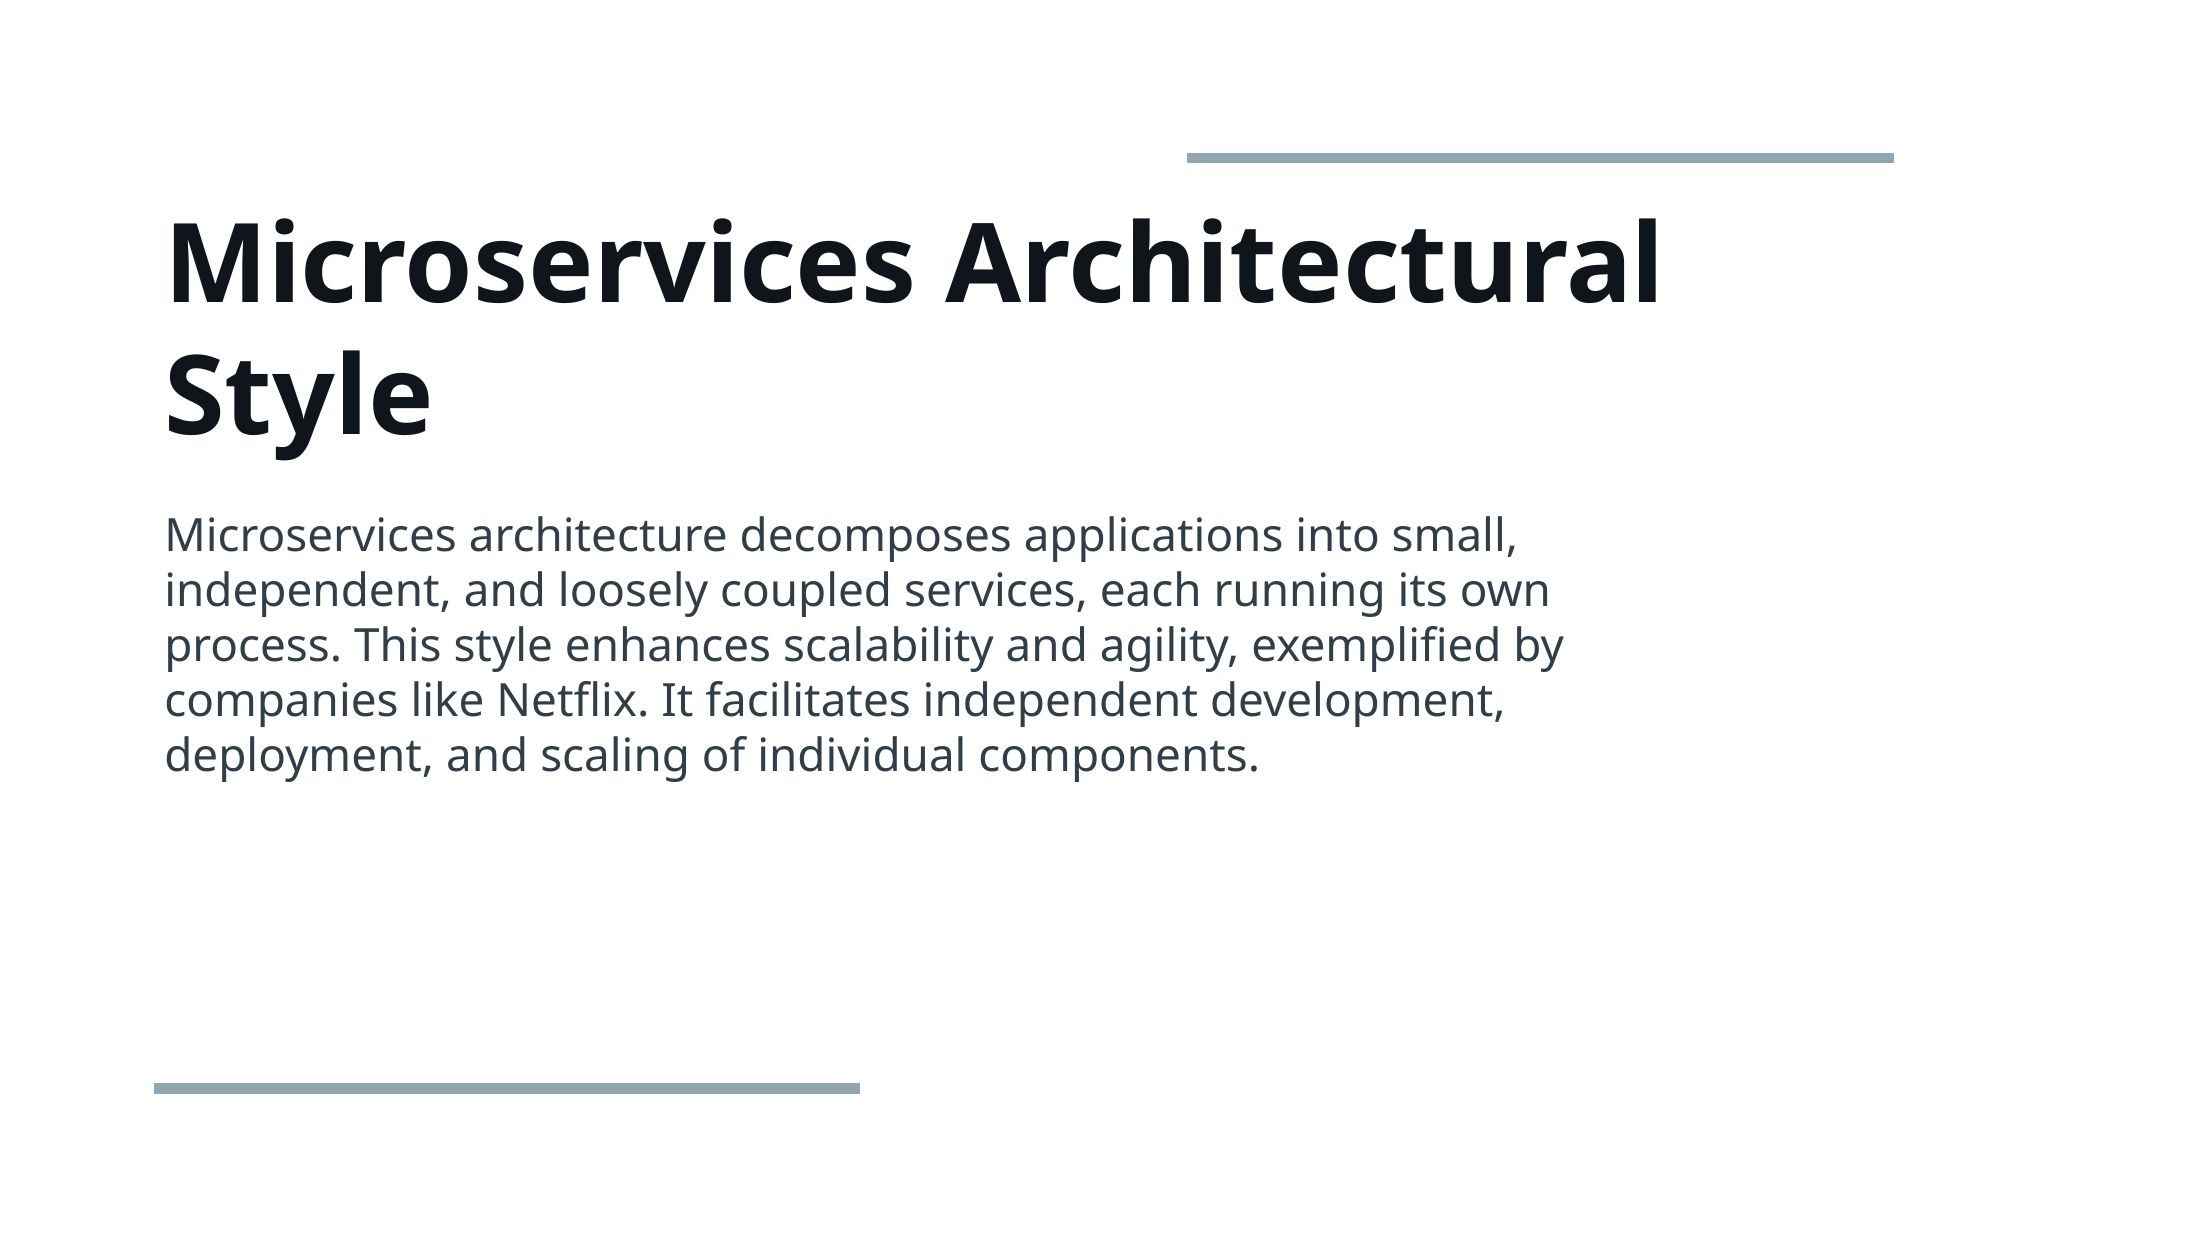 Microservices Architectural
Style
Microservices architecture decomposes applications into small,
independent, and loosely coupled services, each running its own
process. This style enhances scalability and agility, exemplified by
companies like Netflix. It facilitates independent development,
deployment, and scaling of individual components.